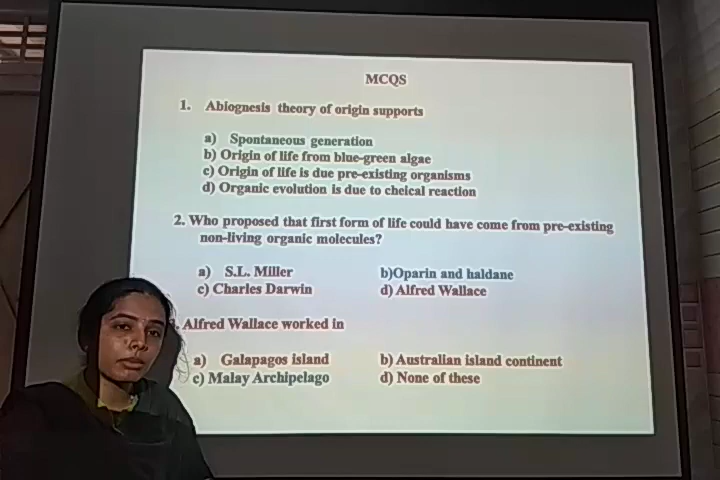 MCQS
1. Abiognesis theory of origin supports
a) Spontaneous generation
b) Origin of life from blue-green algae
c) Origin of life is due pre-existing organisms
d) Organic evolution is due to cheical reaction
2. Who proposed that first form of life could have come from pre-existing
non-living organic molecules?
a) S.L. Miller b)Oparin and haldane
c) Charles Darwin d) Alfred Wallace
. Alfred Wallace worked in
a) Galapagos island b) Australian island continent
c) Malay Archipelago d) None of these